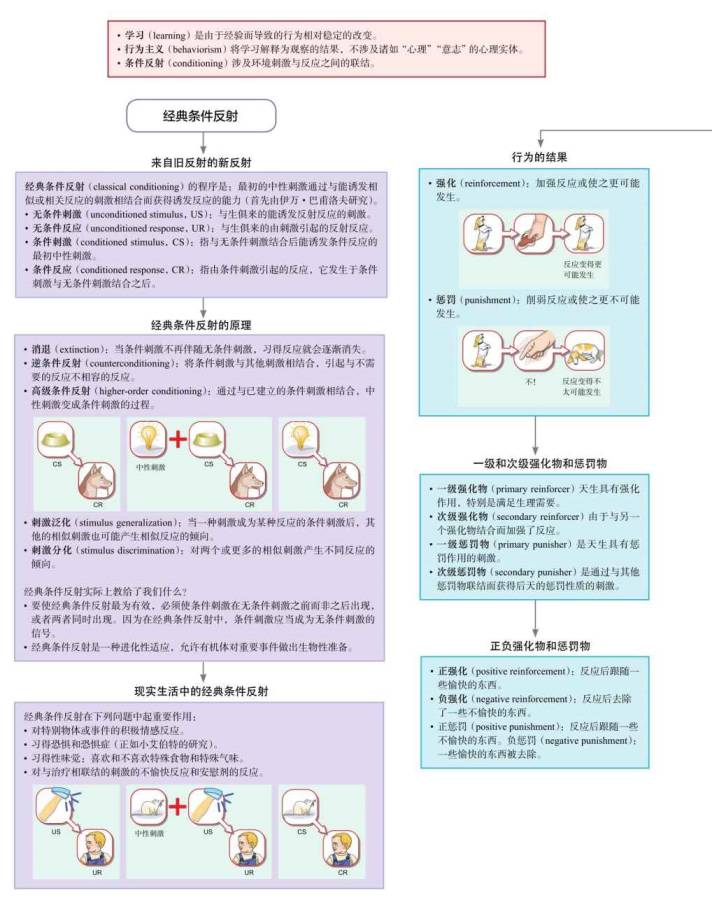 • 学习（learning）是由于经验而导致的行为相对稳定的改变。
• 行为主义（behaviorism）将学习解释为观察的结果，不涉及诸如“心理”“意志”的心理实体。
• 条件反射（conditioning）涉及环境刺激与反应之间的联结。
经典条件反射
来自旧反射的新反射
经典条件反射（classical conditioning）的程序是：最初的中性刺激通过与能诱发相
似或相关反应的刺激相结合而获得诱发反应的能力（首先由伊万·巴甫洛夫研究）。
• 无条件刺激（unconditioned stimulus, US）：与生俱来的能诱发反射反应的刺激。
• 无条件反应（unconditioned response, UR）：与生俱来的由刺激引起的反射反应。
• 条件刺激（conditioned stimulus, CS）：指与无条件刺激结合后能诱发条件反应的
最初中性刺激。
• 条件反应（conditioned response, CR）：指由条件刺激引起的反应，它发生于条件
刺激与无条件刺激结合之后。
经典条件反射的原理
• 消退（extinction）：当条件刺激不再伴随无条件刺激，习得反应就会逐渐消失。
• 逆条件反射（counterconditioning）：将条件刺激与其他刺激相结合，引起与不需
要的反应不相容的反应。
• 高级条件反射（higher-order conditioning）：通过与已建立的条件刺激相结合，中
性刺激变成条件刺激的过程。
CS
CR
中性刺激
CS
CR
CS
CR
• 刺激泛化（stimulus generalization）：当一种刺激成为某种反应的条件刺激后，其
他的相似刺激也可能产生相似反应的倾向。
• 刺激分化（stimulus discrimination）：对两个或更多的相似刺激产生不同反应的
倾向。
经典条件反射实际上教给了我们什么？
• 要使经典条件反射最为有效，必须使条件刺激在无条件刺激之前而非之后出现，
或者两者同时出现。因为在经典条件反射中，条件刺激应当成为无条件刺激的
信号。
• 经典条件反射是一种进化性适应，允许有机体对重要事件做出生物性准备。
现实生活中的经典条件反射
经典条件反射在下列问题中起重要作用：
• 对特别物体或事件的积极情感反应。
• 习得恐惧和恐惧症（正如小艾伯特的研究）。
• 习得性味觉：喜欢和不喜欢特殊食物和特殊气味。
• 对与治疗相联结的刺激的不愉快反应和安慰剂的反应。
US
UR
中性刺激
US
UR
CS
CR
行为的结果
• 强化（reinforcement）：加强反应或使之更可能
发生。
反应变得更
可能发生
• 惩罚（punishment）：削弱反应或使之更不可能
发生。
不！
反应变得不
太可能发生
一级和次级强化物和惩罚物
• 一级强化物（primary reinforcer）天生具有强化
作用，特别是满足生理需要。
• 次级强化物（secondary reinforcer）由于与另一
个强化物结合而加强了反应。
• 一级惩罚物（primary punisher）是天生具有惩
罚作用的刺激。
• 次级惩罚物（secondary punisher）是通过与其他
惩罚物联结而获得后天的惩罚性质的刺激。
正负强化物和惩罚物
• 正强化（positive reinforcement）：反应后跟随一
些愉快的东西。
• 负强化（negative reinforcement）：反应后去除
了一些不愉快的东西。
• 正惩罚（positive punishment）：反应后跟随一些
不愉快的东西。负惩罚（negative punishment）：
一些愉快的东西被去除。